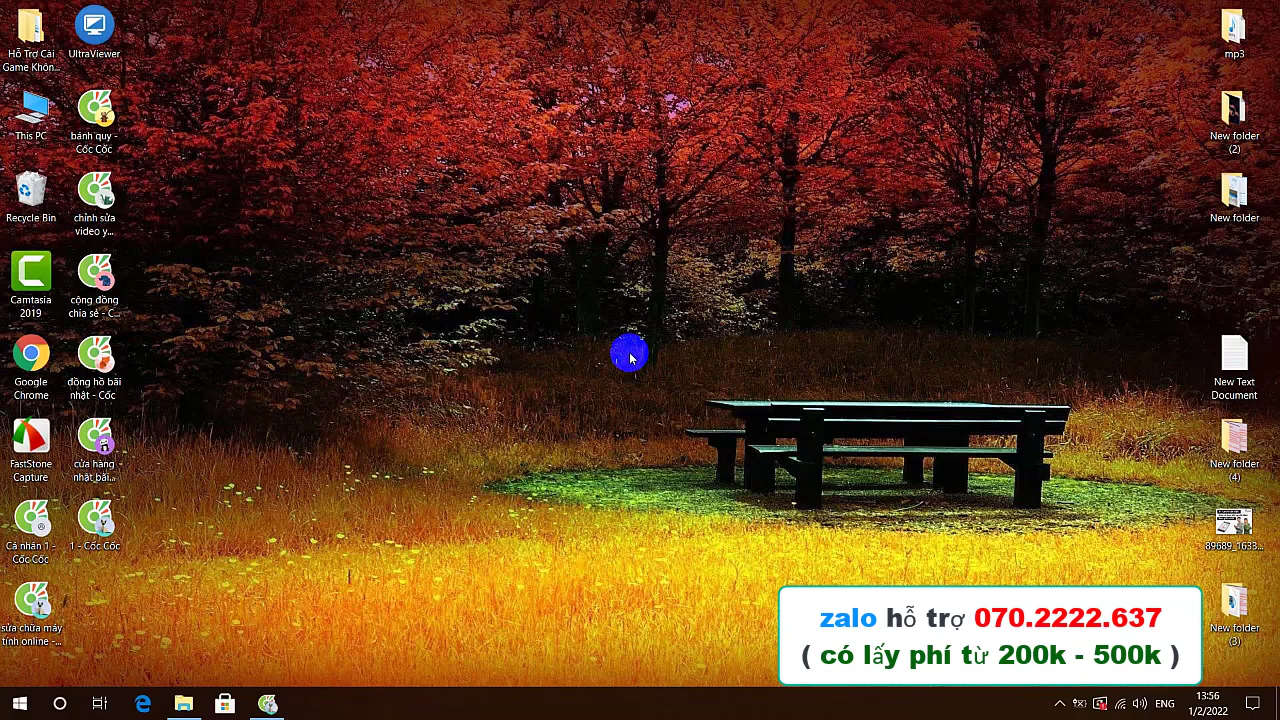 Hỗ Trợ Cài
Game Khôn...
UltraViewer
This PC
bánh quy -
Cốc Cốc
Recycle Bin
chỉnh sửa
video y...
Camtasia
2019
cộng đồng
chia sẻ - C...
Google
Chrome
đồng hồ bãi
nhật - Cốc
FastStone
Capture
cửa hàng
nhật bãi...
Cá nhân 1 -
Cốc Cốc
1 - Cốc Cốc
sửa chữa máy
tính online -...
mp3
New folder
(2)
New folder
New Text
Document
New folder
(4)
89689_1633...
New folder
(3)
zalo hỗ trợ 070.2222.637
( có lấy phí từ 200k - 500k )
ENG
13:56
1/2/2022